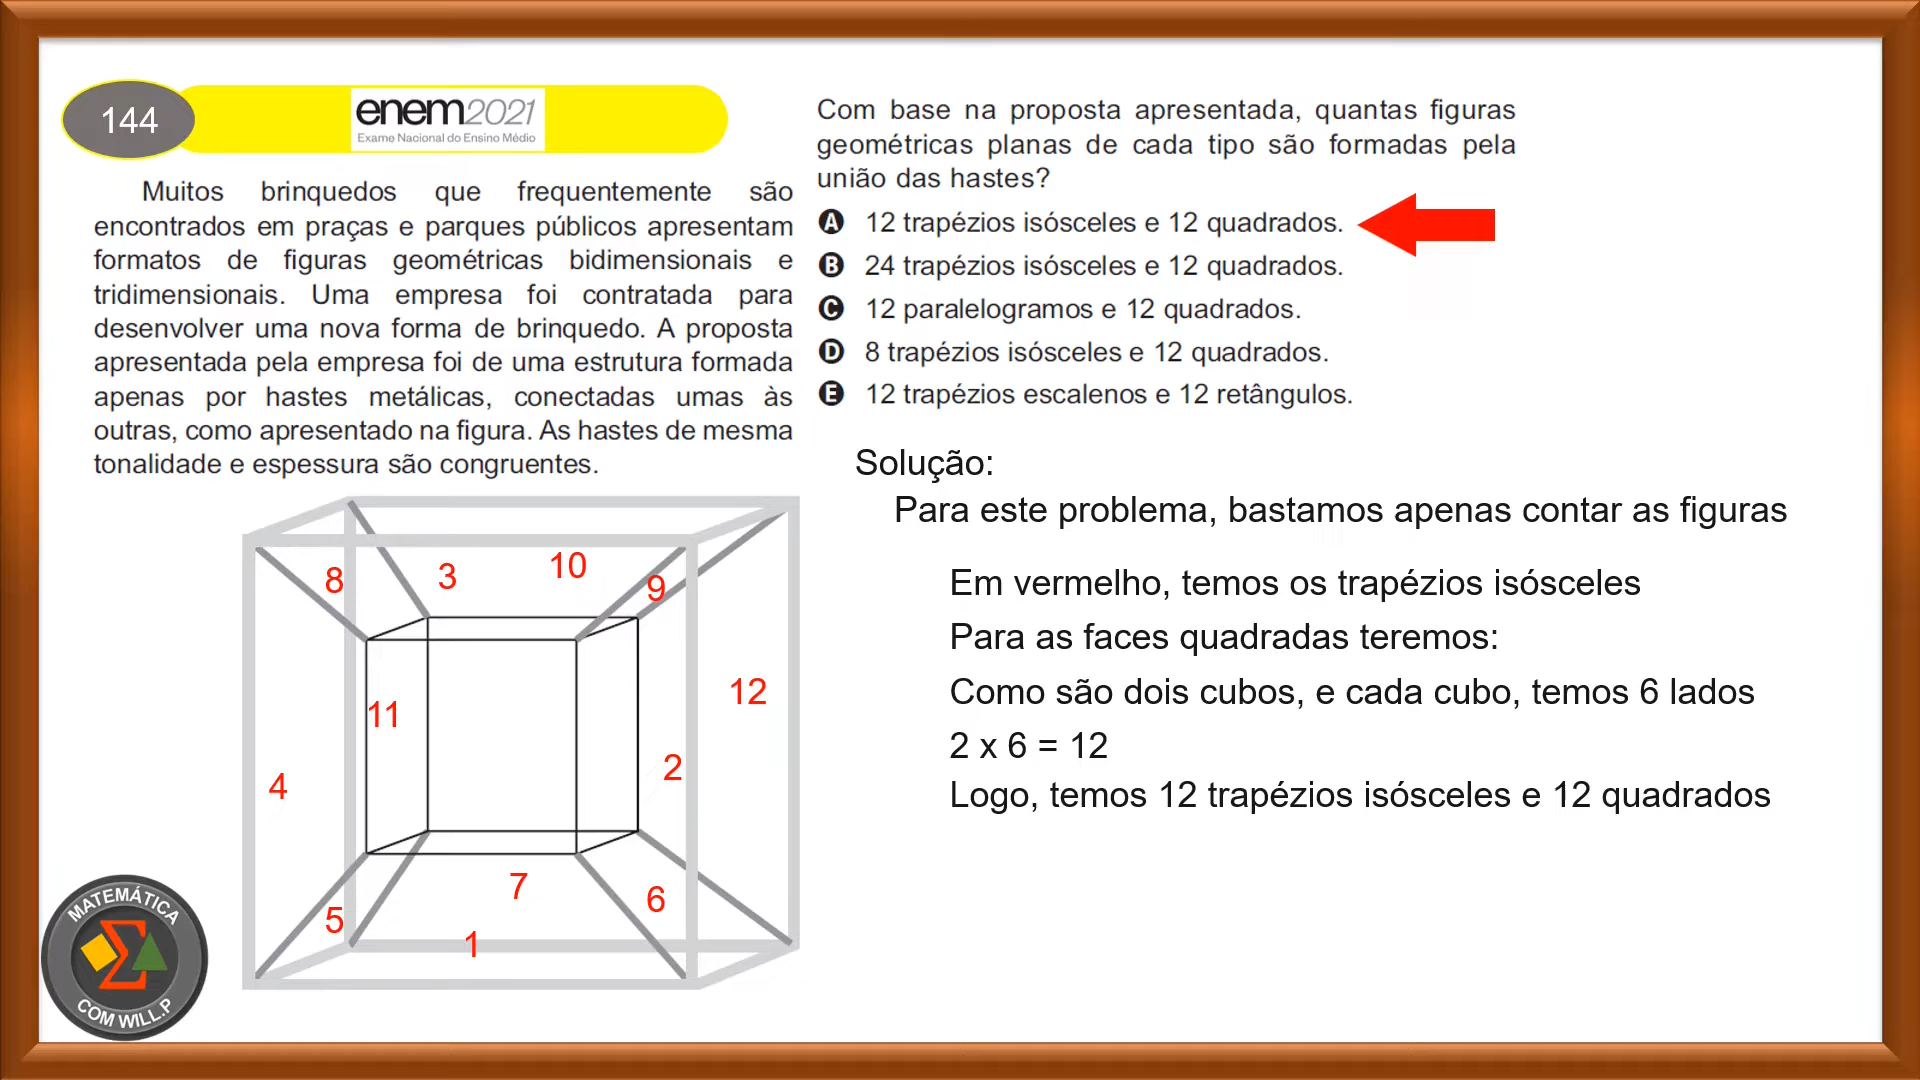 144
enem2021
Exame Nacional do Ensino Médio
Muitos brinquedos que frequentemente são
encontrados em praças e parques públicos apresentam
formatos de figuras geométricas bidimensionais e
tridimensionais. Uma empresa foi contratada para
desenvolver uma nova forma de brinquedo. A proposta
apresentada pela empresa foi de uma estrutura formada
apenas por hastes metálicas, conectadas umas às
outras, como apresentado na figura. As hastes de mesma
tonalidade e espessura são congruentes.
8
3
10
9
11
12
4
2
7
6
5
1
MATEMÁTICA
COM WILL.P
Com base na proposta apresentada, quantas figuras
geométricas planas de cada tipo são formadas pela
união das hastes?
A 12 trapézios isósceles e 12 quadrados.
B 24 trapézios isósceles e 12 quadrados.
C 12 paralelogramos e 12 quadrados.
D 8 trapézios isósceles e 12 quadrados.
E 12 trapézios escalenos e 12 retângulos.
Solução:
Para este problema, bastamos apenas contar as figuras
Em vermelho, temos os trapézios isósceles
Para as faces quadradas teremos:
Como são dois cubos, e cada cubo, temos 6 lados
2 x 6 = 12
Logo, temos 12 trapézios isósceles e 12 quadrados